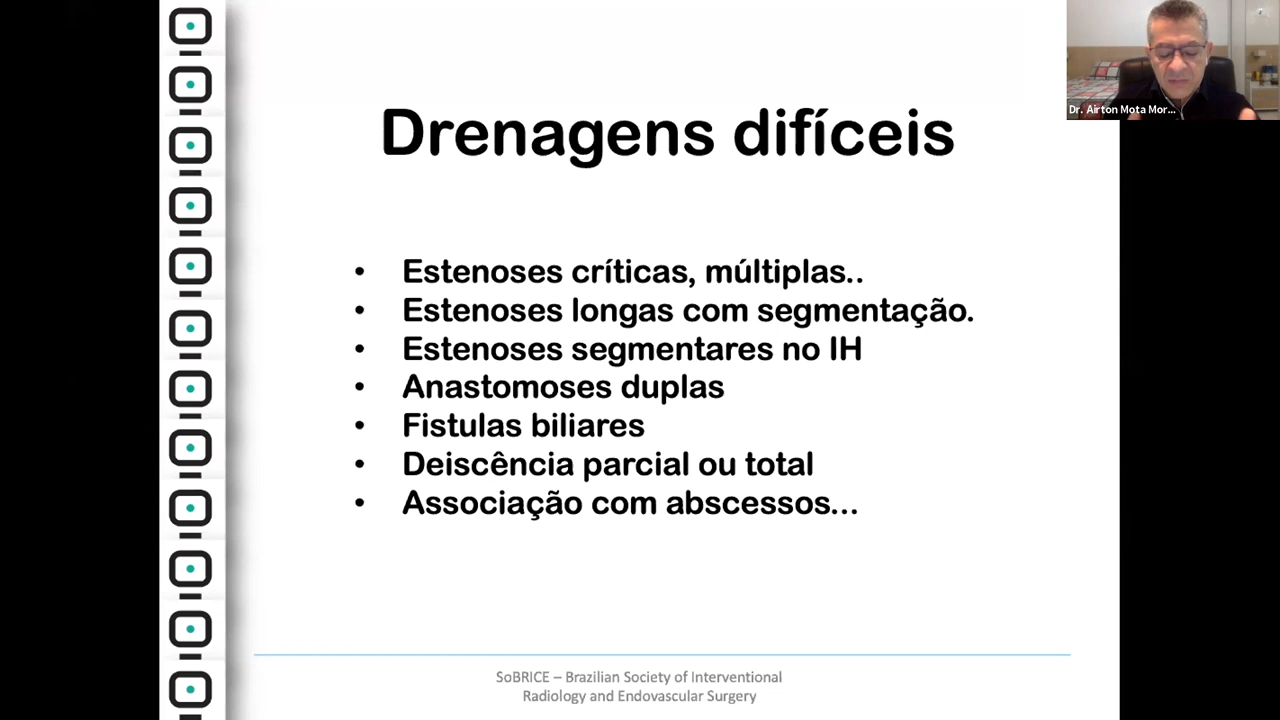 Drenagens difíceis
• Estenoses críticas, múltiplas..
• Estenoses longas com segmentação.
• Estenoses segmentares no IH
• Anastomoses duplas
• Fistulas biliares
• Deiscência parcial ou total
• Associação com abscessos...
SoBRICE – Brazilian Society of Interventional
Radiology and Endovascular Surgery
Dr. Airton Mota Mor...